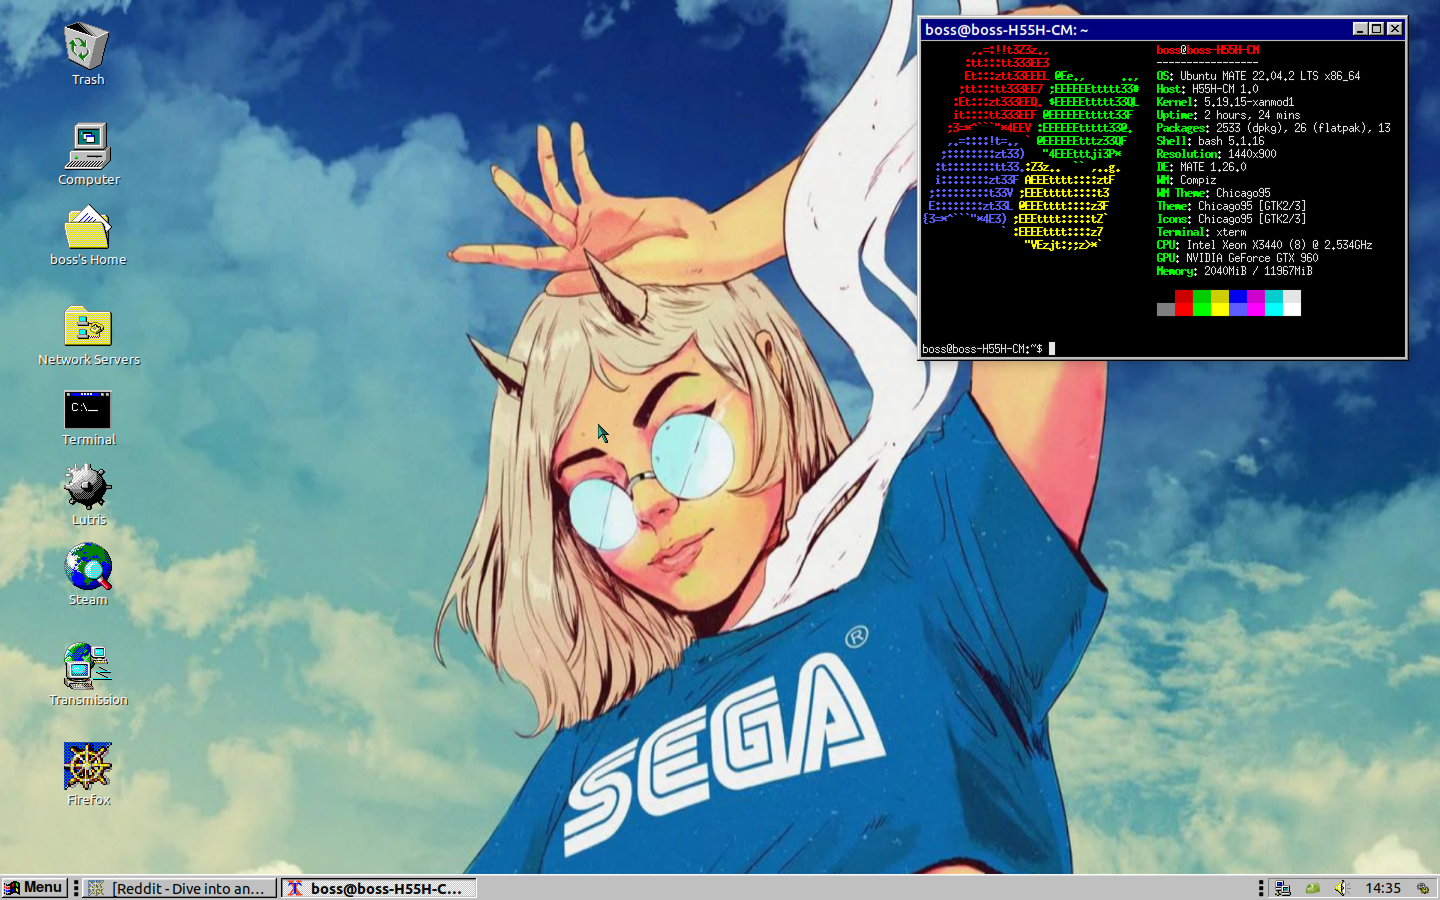 Trash
Computer
boss's Home
Network Servers
C:\_
Terminal
Lutris
Steam
Transmission
Firefox
SEGA®
boss@boss-H55H-CM: ~
boss@boss-H55H-CM
-----------------
OS: Ubuntu MATE 22.04.2 LTS x86_64
Host: H55H-CM 1.0
Kernel: 5.19.15-xanmod1
Uptime: 2 hours, 24 mins
Packages: 2533 (dpkg), 26 (flatpak), 13
Shell: bash 5.1.16
Resolution: 1440x900
DE: MATE 1.26.0
WM: Compiz
WM Theme: Chicago95
Theme: Chicago95 [GTK2/3]
Icons: Chicago95 [GTK2/3]
Terminal: xterm
CPU: Intel Xeon X3440 (8) @ 2.534GHz
GPU: NVIDIA GeForce GTX 960
Memory: 2040MiB / 11967MiB
boss@boss-H55H-CM:~$
Menu
[Reddit - Dive into an...
boss@boss-H55H-C...
14:35